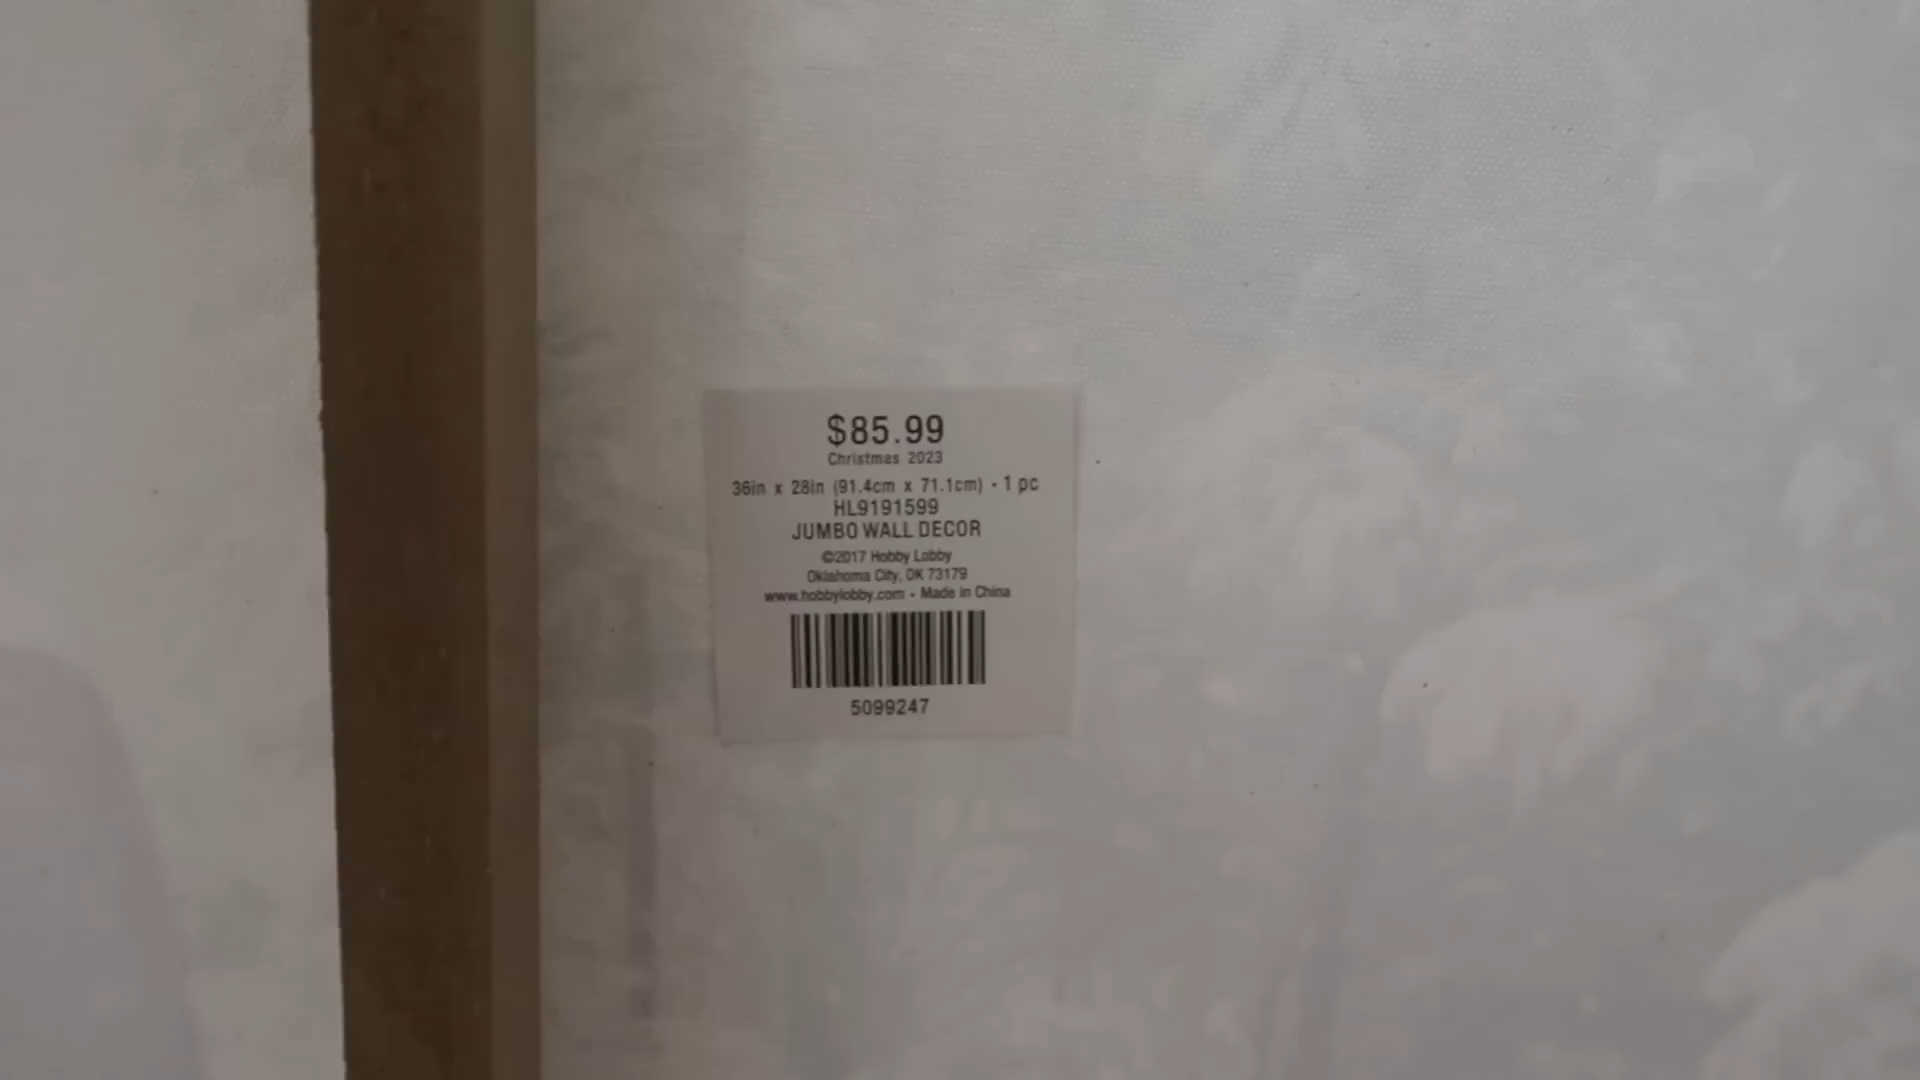 $85.99
Christmas 2023
36in x 28in (91.4cm x 71.1cm) • 1 pc
HL9191599
JUMBO WALL DECOR
©2017 Hobby Lobby
Oklahoma City, OK 73179
www.hobbylobby.com • Made in China
5099247